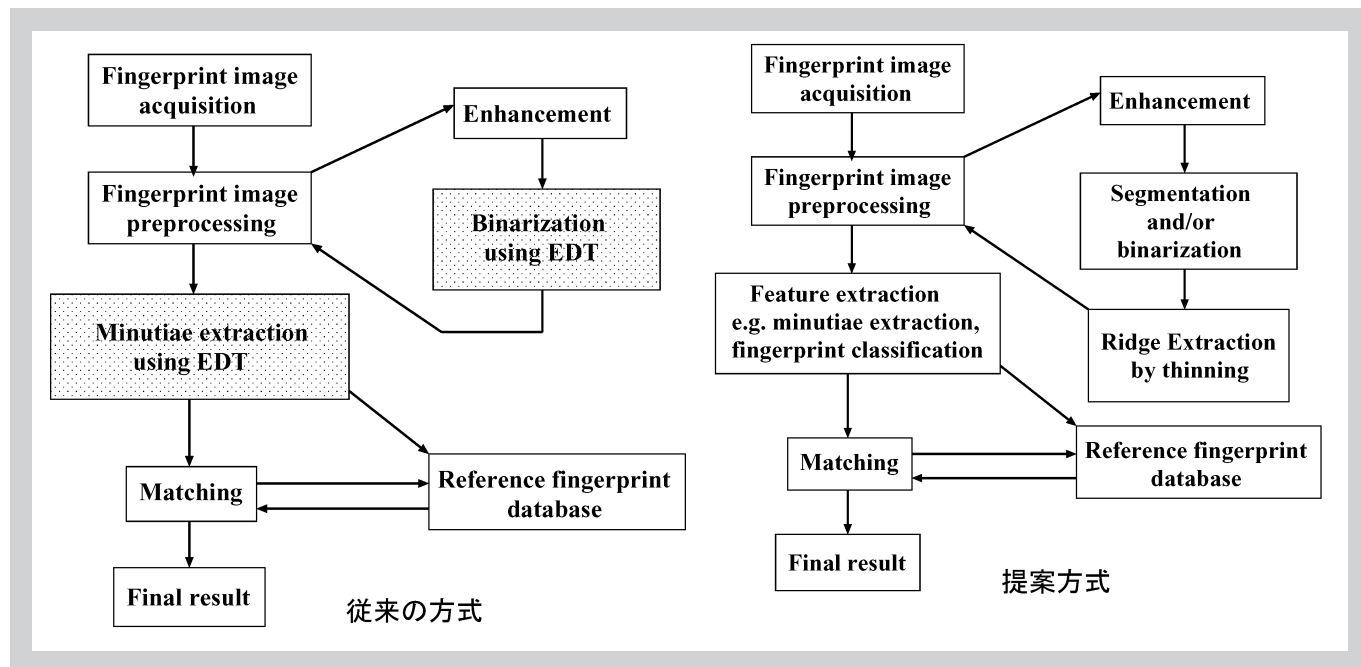 Fingerprint image
acquisition
Fingerprint image
preprocessing
Enhancement
Binarization
using EDT
Minutiae extraction
using EDT
Matching
Reference fingerprint
database
Final result
従来の方式
Fingerprint image
acquisition
Fingerprint image
preprocessing
Enhancement
Segmentation
and/or
binarization
Ridge Extraction
by thinning
Feature extraction
e.g. minutiae extraction,
fingerprint classification
Matching
Reference fingerprint
database
Final result
提案方式